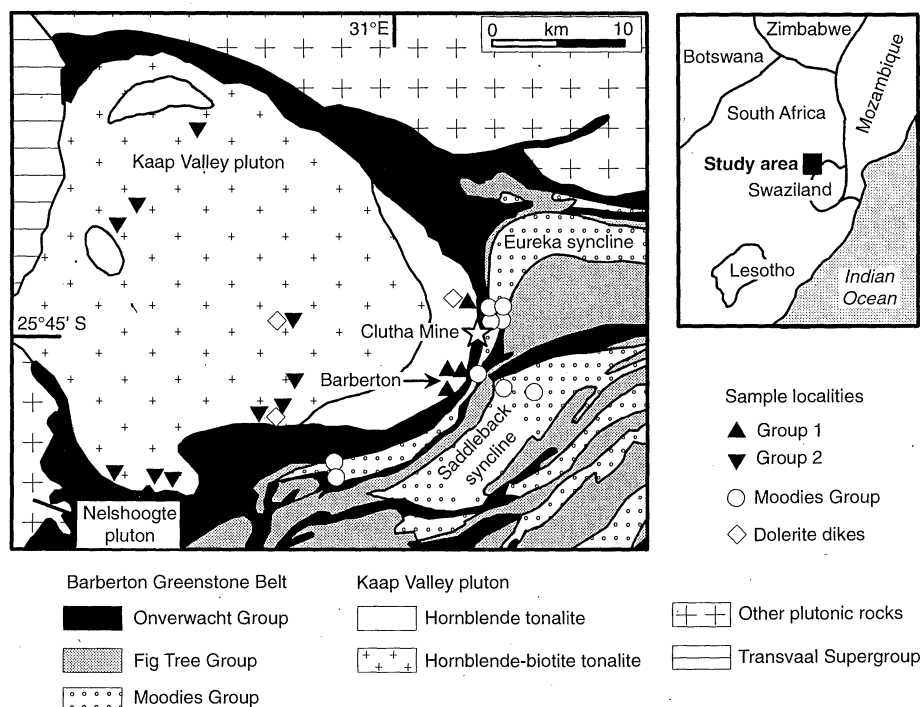 31°E
0 km 10
Kaap Valley pluton
Eureka syncline
25°45' S
Clutha Mine
Barberton
Saddleback
syncline
Nelshoogte
pluton
Zimbabwe
Botswana
Mozambique
South Africa
Study area
Swaziland
Lesotho
Indian
Ocean
Sample localities
Group 1
Group 2
Moodies Group
Dolerite dikes
Barberton Greenstone Belt
Onverwacht Group
Fig Tree Group
Moodies Group
Kaap Valley pluton
Hornblende tonalite
Hornblende-biotite tonalite
Other plutonic rocks
Transvaal Supergroup